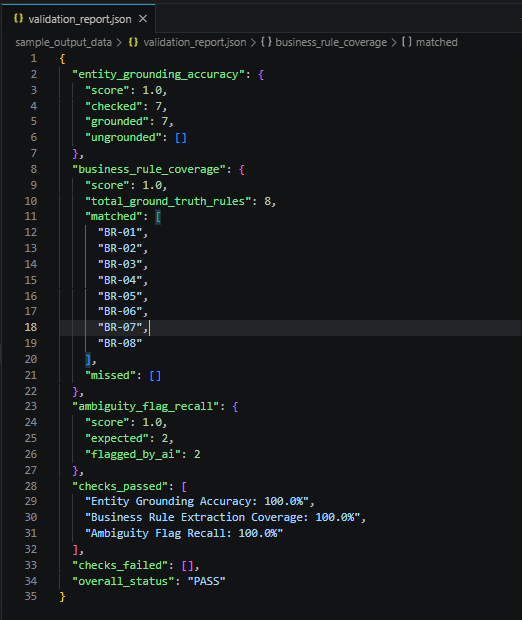 {} validation_report.json ×
sample_output_data > {} validation_report.json > {} business_rule_coverage > [ ] matched
1 {
2 "entity_grounding_accuracy": {
3 "score": 1.0,
4 "checked": 7,
5 "grounded": 7,
6 "ungrounded": []
7 },
8 "business_rule_coverage": {
9 "score": 1.0,
10 "total_ground_truth_rules": 8,
11 "matched": [
12 "BR-01",
13 "BR-02",
14 "BR-03",
15 "BR-04",
16 "BR-05",
17 "BR-06",
18 "BR-07",
19 "BR-08"
20 ],
21 "missed": []
22 },
23 "ambiguity_flag_recall": {
24 "score": 1.0,
25 "expected": 2,
26 "flagged_by_ai": 2
27 },
28 "checks_passed": [
29 "Entity Grounding Accuracy: 100.0%",
30 "Business Rule Extraction Coverage: 100.0%",
31 "Ambiguity Flag Recall: 100.0%"
32 ],
33 "checks_failed": [],
34 "overall_status": "PASS"
35 }